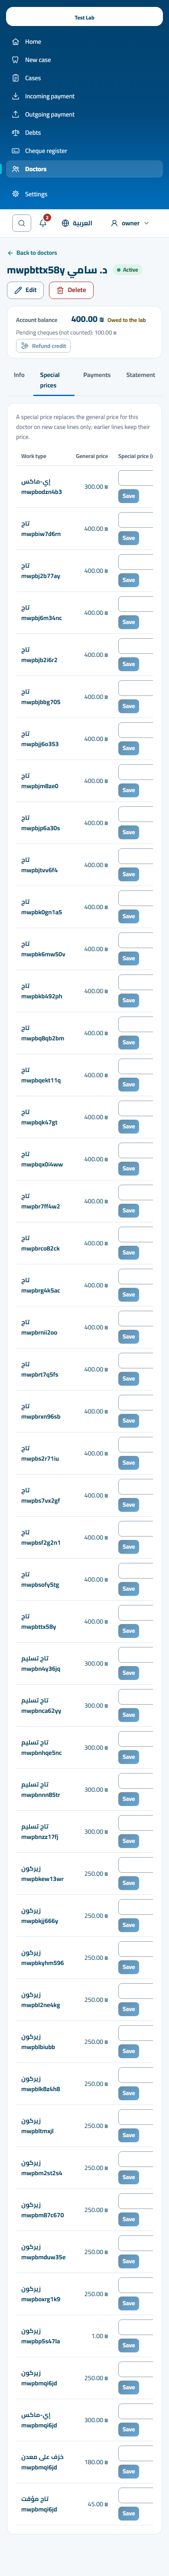 Test Lab
Home
New case
Cases
Incoming payment
Outgoing payment
Debts
Cheque register
Doctors
Settings
2
العربية
owner
Back to doctors
د. سامي mwpbttx58y
Active
Edit
Delete
Account balance
400.00 ₪
Owed to the lab
Pending cheques (not counted): 100.00 ₪
Refund credit
Info
Special prices
Payments
Statement
A special price replaces the general price for this
doctor on new case lines only; earlier lines keep their
price.
Work type
General price
Special price (₪
إي-ماكس
mwpbodzn4b3
300.00 ₪
Save
تاج
mwpbiw7d6rn
400.00 ₪
Save
تاج
mwpbj2b77ay
400.00 ₪
Save
تاج
mwpbj6m34nc
400.00 ₪
Save
تاج
mwpbjb2i6r2
400.00 ₪
Save
تاج
mwpbjbbg705
400.00 ₪
Save
تاج
mwpbjj6o353
400.00 ₪
Save
تاج
mwpbjm8ze0
400.00 ₪
Save
تاج
mwpbjp6a30s
400.00 ₪
Save
تاج
mwpbjtvv6f4
400.00 ₪
Save
تاج
mwpbk0gn1a5
400.00 ₪
Save
تاج
mwpbk6mw50v
400.00 ₪
Save
تاج
mwpbkb492ph
400.00 ₪
Save
تاج
mwpbq8qb2bm
400.00 ₪
Save
تاج
mwpbqekt11q
400.00 ₪
Save
تاج
mwpbqk47gt
400.00 ₪
Save
تاج
mwpbqx0i4ww
400.00 ₪
Save
تاج
mwpbr7ff4w2
400.00 ₪
Save
تاج
mwpbrco82ck
400.00 ₪
Save
تاج
mwpbrg4k5ac
400.00 ₪
Save
تاج
mwpbrnii2oo
400.00 ₪
Save
تاج
mwpbrt7q5fs
400.00 ₪
Save
تاج
mwpbrxn96sb
400.00 ₪
Save
تاج
mwpbs2r71iu
400.00 ₪
Save
تاج
mwpbs7vx2gf
400.00 ₪
Save
تاج
mwpbsf2g2n1
400.00 ₪
Save
تاج
mwpbsofy5tg
400.00 ₪
Save
تاج
mwpbttx58y
400.00 ₪
Save
تاج تسليم
mwpbn4y36jq
300.00 ₪
Save
تاج تسليم
mwpbnca62yy
300.00 ₪
Save
تاج تسليم
mwpbnhqe5nc
300.00 ₪
Save
تاج تسليم
mwpbnnn85tr
300.00 ₪
Save
تاج تسليم
mwpbnzz17fj
300.00 ₪
Save
زيركون
mwpbkew13wr
250.00 ₪
Save
زيركون
mwpbkjj666y
250.00 ₪
Save
زيركون
mwpbkyhm596
250.00 ₪
Save
زيركون
mwpbl2ne4kg
250.00 ₪
Save
زيركون
mwpblbiubb
250.00 ₪
Save
زيركون
mwpblk8z4h8
250.00 ₪
Save
زيركون
mwpbltmxjl
250.00 ₪
Save
زيركون
mwpbm2st2s4
250.00 ₪
Save
زيركون
mwpbm87c670
250.00 ₪
Save
زيركون
mwpbmduw35e
250.00 ₪
Save
زيركون
mwpboxrg1k9
250.00 ₪
Save
زيركون
mwpbp5s47la
1.00 ₪
Save
زيركون
mwpbmqi6jd
250.00 ₪
Save
إي-ماكس
mwpbmqi6jd
300.00 ₪
Save
خزف على معدن
mwpbmqi6jd
180.00 ₪
Save
تاج مؤقت
mwpbmqi6jd
45.00 ₪
Save